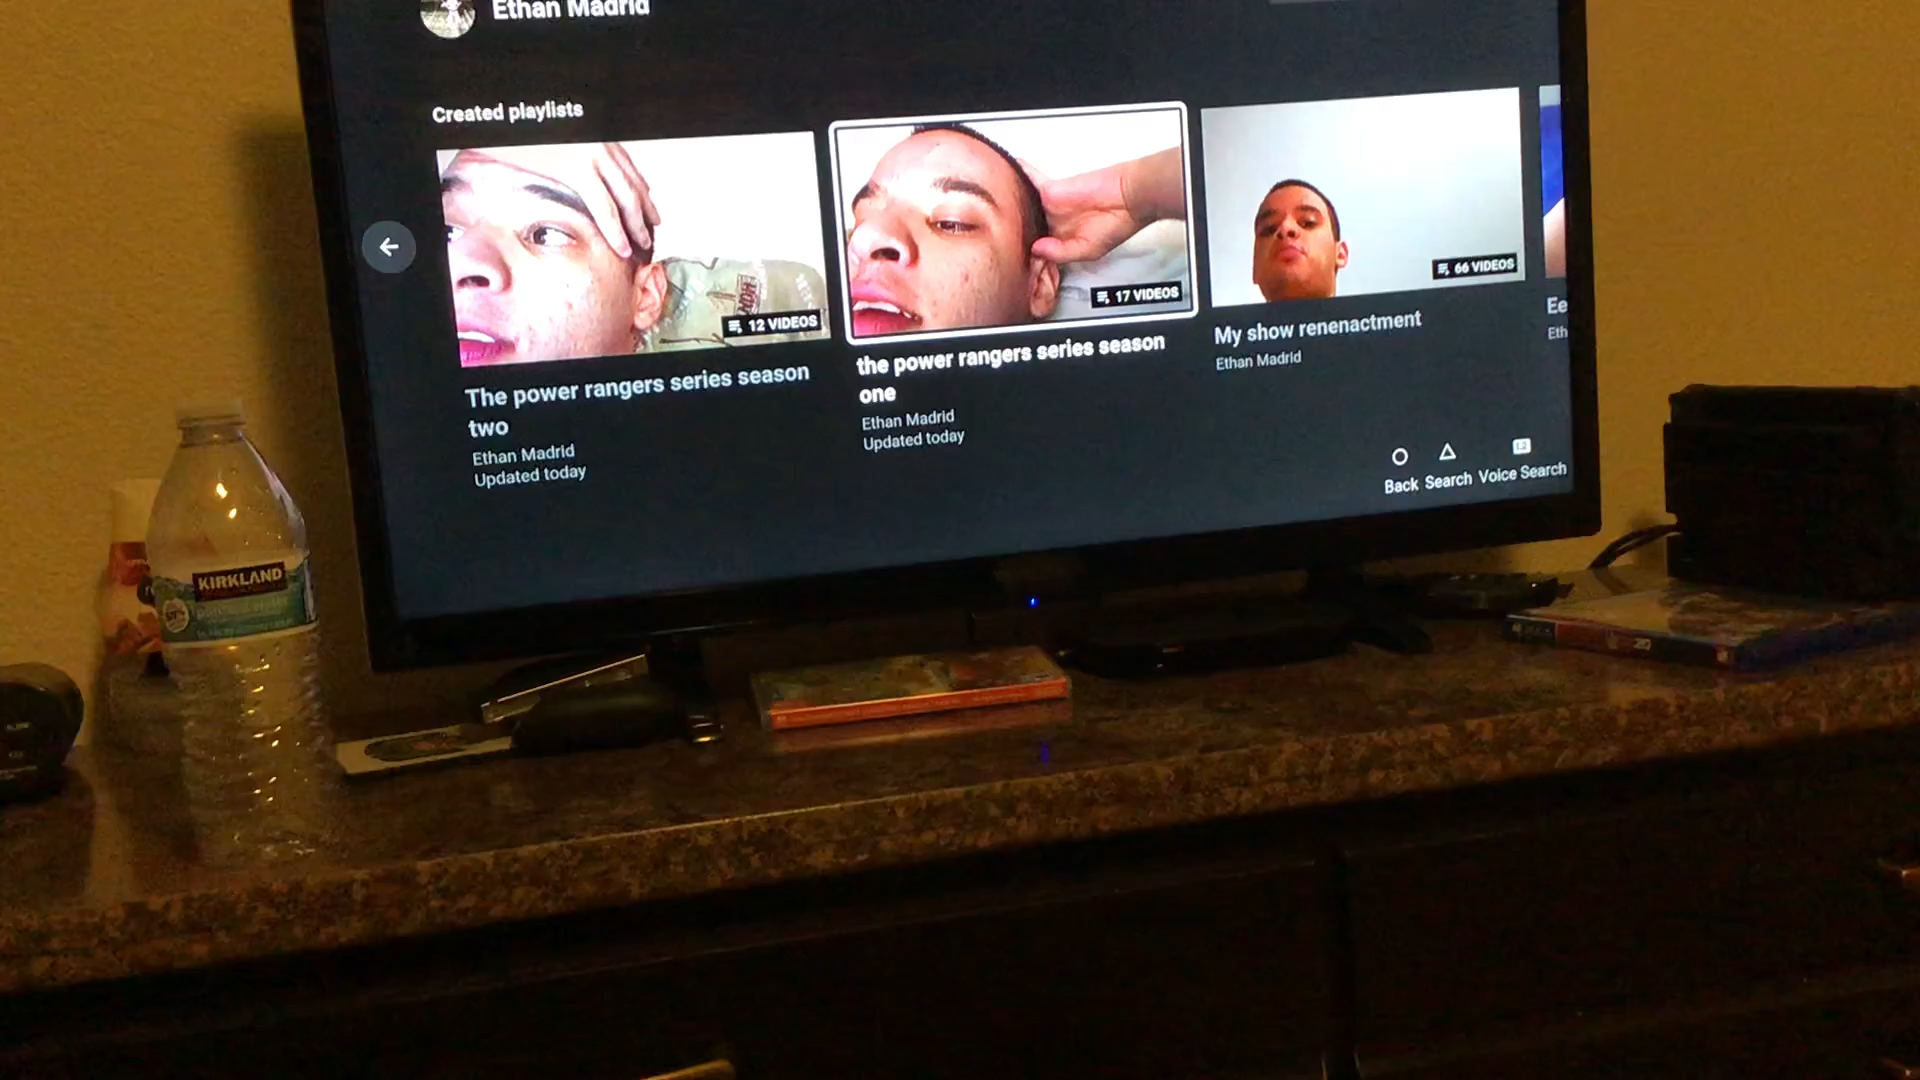 Ethan Madrid
Created playlists
12 VIDEOS
17 VIDEOS
66 VIDEOS
The power rangers series season
two
Ethan Madrid
Updated today
the power rangers series season
one
Ethan Madrid
Updated today
My show renenactment
Ethan Madrid
Ee
Eth
Back Search Voice Search
KIRKLAND